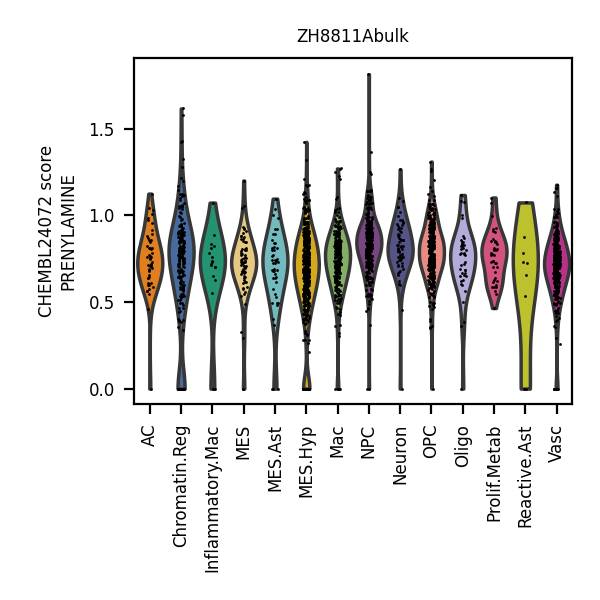 ZH8811Abulk
CHEMBL24072 score
PRENYLAMINE
1.5
1.0
0.5
0.0
AC
Chromatin.Reg
Inflammatory.Mac
MES
MES.Ast
MES.Hyp
Mac
NPC
Neuron
OPC
Oligo
Prolif.Metab
Reactive.Ast
Vasc